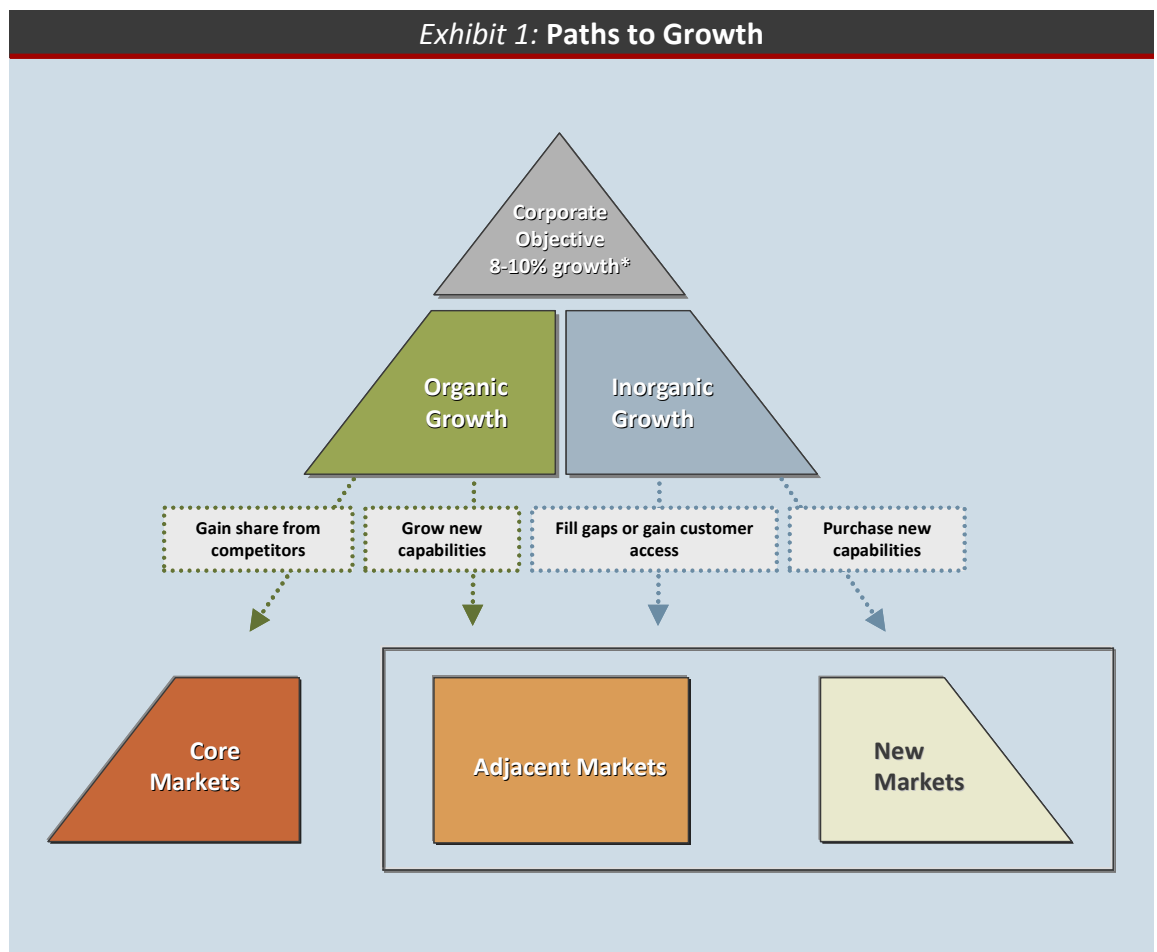 Exhibit 1: Paths to Growth
Corporate
Objective
8-10% growth*
Organic
Growth
Inorganic
Growth
Gain share from
competitors
Grow new
capabilities
Fill gaps or gain customer
access
Purchase new
capabilities
Core
Markets
Adjacent Markets
New
Markets